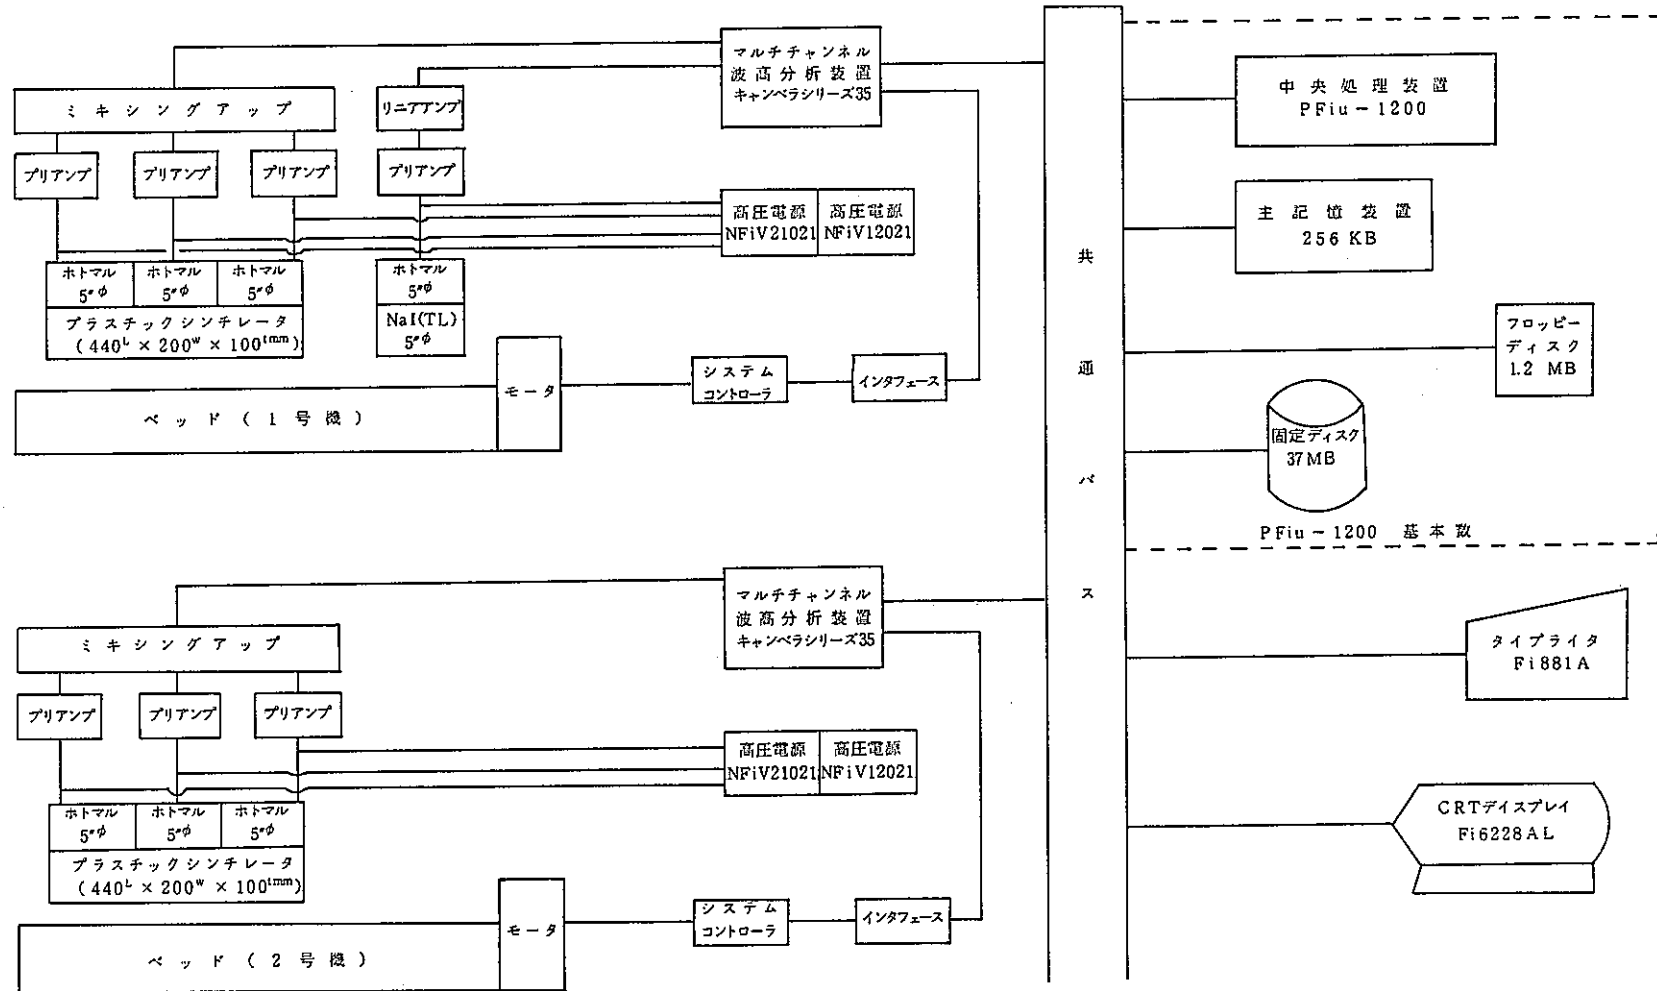 マルチチャンネル
波高分析装置
キャンベラシリーズ35
ミキシングアップ
リニアアンプ
プリアンプ
プリアンプ
プリアンプ
プリアンプ
高圧電源
NFiV21021
高圧電源
NFiV12021
ホトマル
5"φ
ホトマル
5"φ
ホトマル
5"φ
プラスチックシンチレータ
(440ᴸ × 200ʷ × 100ᵗᵐᵐ)
ホトマル
5"φ
NaI(TL)
5"φ
モータ
システム
コントローラ
インタフェース
ベッド(1号機)
マルチチャンネル
波高分析装置
キャンベラシリーズ35
ミキシングアップ
プリアンプ
プリアンプ
プリアンプ
高圧電源
NFiV21021
高圧電源
NFiV12021
ホトマル
5"φ
ホトマル
5"φ
ホトマル
5"φ
プラスチックシンチレータ
(440ᴸ × 200ʷ × 100ᵗᵐᵐ)
モータ
システム
コントローラ
インタフェース
ベッド(2号機)
共通バス
中央処理装置
PFiu-1200
主記憶装置
256 KB
フロッピー
ディスク
1.2 MB
固定ディスク
37MB
PFiu-1200 基本数
タイプライタ
Fi881A
CRTディスプレイ
Fi6228AL